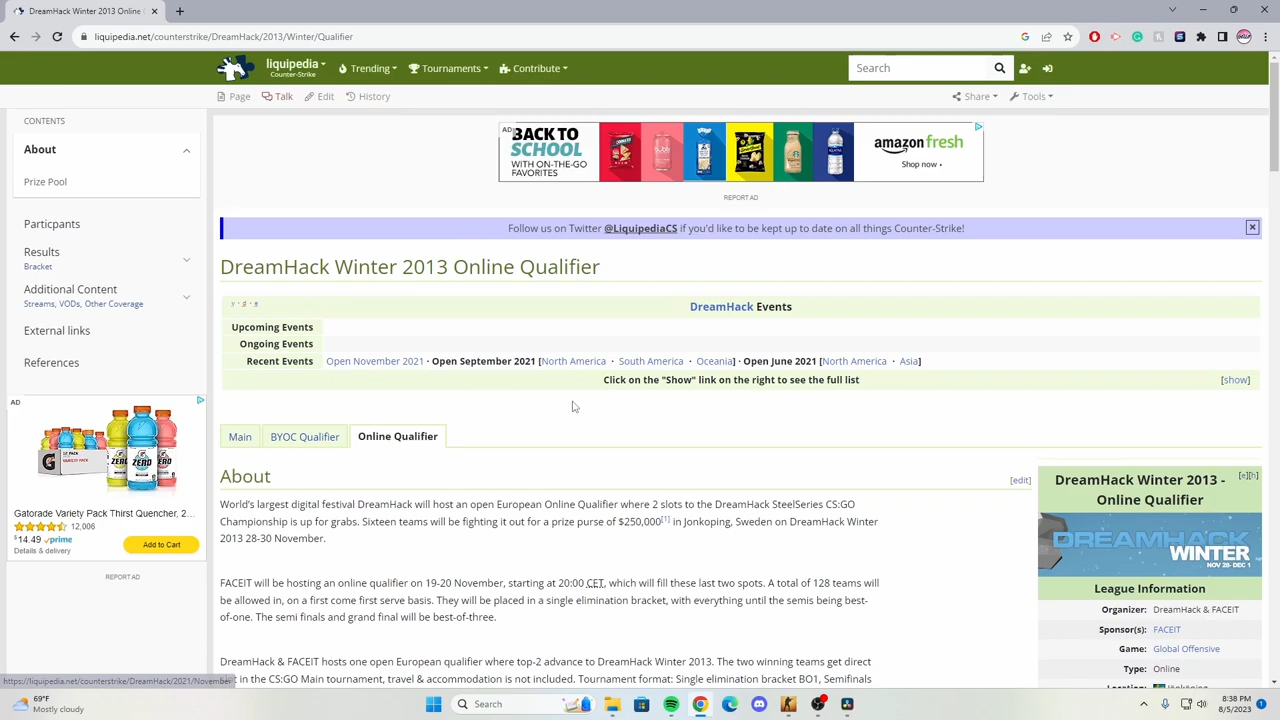 DreamHack Winter 2013 Online Qu
liquipedia.net/counterstrike/DreamHack/2013/Winter/Qualifier
liquipedia
Counter-Strike
Trending
Tournaments
Contribute
Search
Page
Talk
Edit
History
Share
Tools
CONTENTS
About
Prize Pool
Particpants
Results
Bracket
Additional Content
Streams, VODs, Other Coverage
External links
References
AD
BACK TO
SCHOOL
WITH ON-THE-GO
FAVORITES
amazon fresh
Shop now
REPORT AD
Follow us on Twitter @LiquipediaCS if you'd like to be kept up to date on all things Counter-Strike!
DreamHack Winter 2013 Online Qualifier
DreamHack Events
Upcoming Events
Ongoing Events
Recent Events Open November 2021 · Open September 2021 [North America · South America · Oceania] · Open June 2021 [North America · Asia]
Click on the "Show" link on the right to see the full list
[show]
Main
BYOC Qualifier
Online Qualifier
About
[edit]
World's largest digital festival DreamHack will host an open European Online Qualifier where 2 slots to the DreamHack SteelSeries CS:GO
Championship is up for grabs. Sixteen teams will be fighting it out for a prize purse of $250,000[1] in Jonkoping, Sweden on DreamHack Winter
2013 28-30 November.
FACEIT will be hosting an online qualifier on 19-20 November, starting at 20:00 CET, which will fill these last two spots. A total of 128 teams will
be allowed in, on a first come first serve basis. They will be placed in a single elimination bracket, with everything until the semis being best-
of-one. The semi finals and grand final will be best-of-three.
DreamHack & FACEIT hosts one open European qualifier where top-2 advance to DreamHack Winter 2013. The two winning teams get direct
in the CS:GO Main tournament, travel & accommodation is not included. Tournament format: Single elimination bracket BO1, Semifinals
DreamHack Winter 2013 -
Online Qualifier
[e][h]
DREAMHACK
WINTER
NOV 28- DEC 1
League Information
Organizer: DreamHack & FACEIT
Sponsor(s): FACEIT
Game: Global Offensive
Type: Online
AD
G
ZERO
ZERO
Gatorade Variety Pack Thirst Quencher, 2...
12,006
$14.49 prime
Details & delivery
Add to Cart
REPORT AD
https://liquipedia.net/counterstrike/DreamHack/2021/November
69°F
Mostly cloudy
Search
8:38 PM
8/5/2023